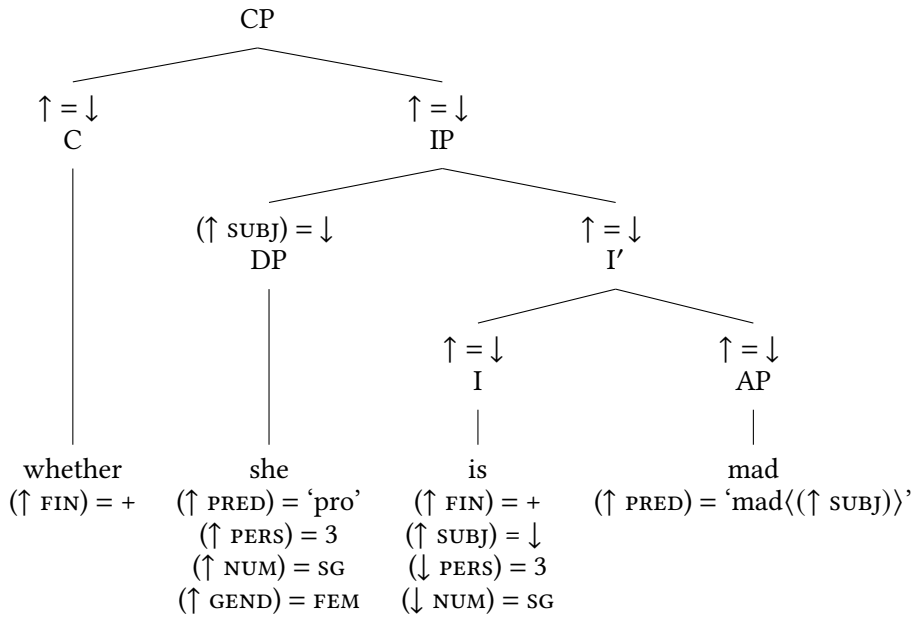 CP
↑ = ↓ ↑ = ↓
C IP
(↑ SUBJ) = ↓ ↑ = ↓
DP I′
↑ = ↓ ↑ = ↓
I AP
whether she is mad
(↑ FIN) = + (↑ PRED) = ‘pro’ (↑ FIN) = + (↑ PRED) = ‘mad⟨(↑ SUBJ)⟩’
(↑ PERS) = 3 (↑ SUBJ) = ↓
(↑ NUM) = SG (↓ PERS) = 3
(↑ GEND) = FEM (↓ NUM) = SG